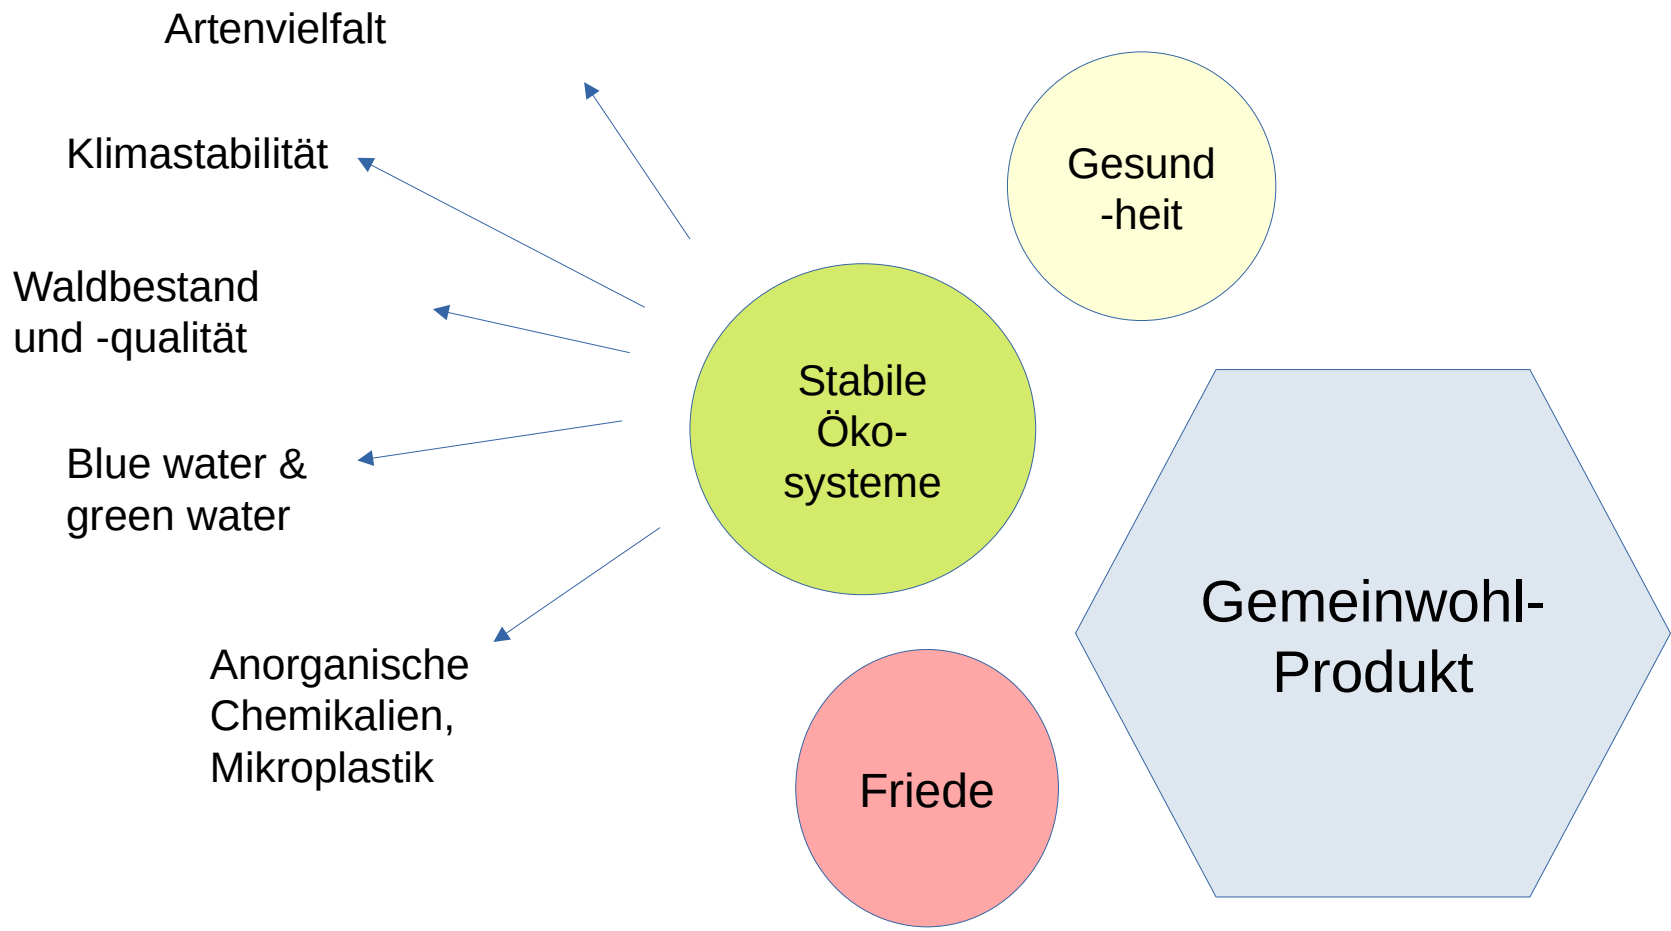 Artenvielfalt
Klimastabilität
Waldbestand
und -qualität
Blue water &
green water
Anorganische
Chemikalien,
Mikroplastik
Gesund
-heit
Stabile
Öko-
systeme
Friede
Gemeinwohl-
Produkt